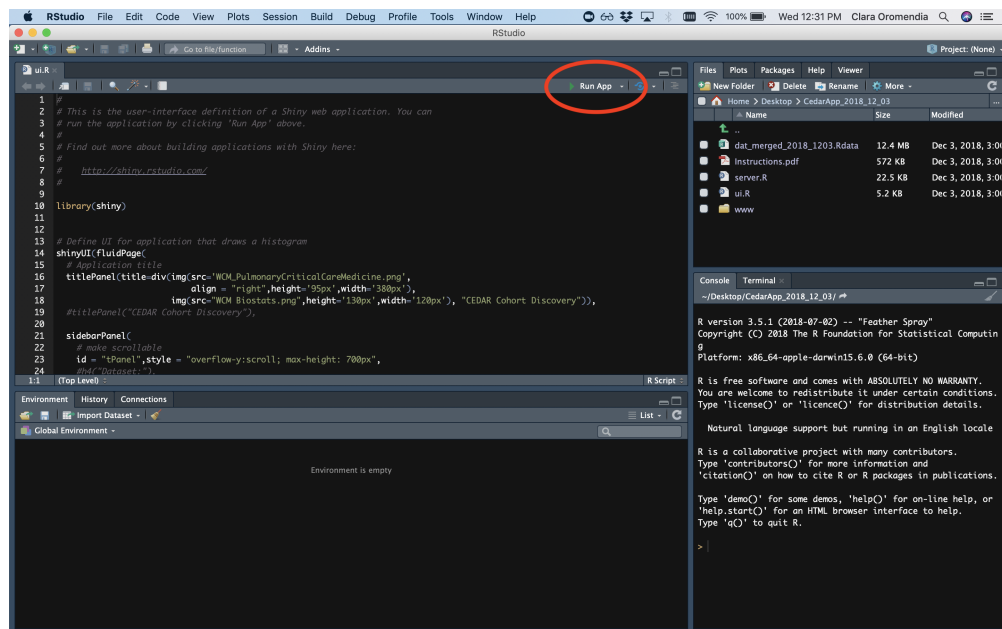 RStudio File Edit Code View Plots Session Build Debug Profile Tools Window Help 100% Wed 12:31 PM Clara Oromendia
RStudio
Go to file/function Addins
Project: (None)
ui.R
Run App
1 #
2 # This is the user-interface definition of a Shiny web application. You can
3 # run the application by clicking 'Run App' above.
4 #
5 # Find out more about building applications with Shiny here:
6 #
7 # http://shiny.rstudio.com/
8 #
9
10 library(shiny)
11
12
13 # Define UI for application that draws a histogram
14 shinyUI(fluidPage(
15 # Application title
16 titlePanel(title=div(img(src='WCM_PulmonaryCriticalCareMedicine.png',
17 align = "right",height='95px',width='380px'),
18 img(src="WCM Biostats.png",height='130px',width='120px'), "CEDAR Cohort Discovery")),
19 #titlePanel("CEDAR Cohort Discovery"),
20
21 sidebarPanel(
22 # make scrollable
23 id = "tPanel",style = "overflow-y:scroll; max-height: 700px",
24 #h4("Dataset:"),
1:1 (Top Level) R Script
Environment History Connections
Import Dataset List
Global Environment
Environment is empty
Files Plots Packages Help Viewer
New Folder Delete Rename More
Home > Desktop > CedarApp_2018_12_03 ...
Name Size Modified
..
dat_merged_2018_1203.Rdata 12.4 MB Dec 3, 2018, 3:0
Instructions.pdf 572 KB Dec 3, 2018, 3:0
server.R 22.5 KB Dec 3, 2018, 3:0
ui.R 5.2 KB Dec 3, 2018, 3:0
www
Console Terminal
~/Desktop/CedarApp_2018_12_03/
R version 3.5.1 (2018-07-02) -- "Feather Spray"
Copyright (C) 2018 The R Foundation for Statistical Computin
g
Platform: x86_64-apple-darwin15.6.0 (64-bit)
R is free software and comes with ABSOLUTELY NO WARRANTY.
You are welcome to redistribute it under certain conditions.
Type 'license()' or 'licence()' for distribution details.
Natural language support but running in an English locale
R is a collaborative project with many contributors.
Type 'contributors()' for more information and
'citation()' on how to cite R or R packages in publications.
Type 'demo()' for some demos, 'help()' for on-line help, or
'help.start()' for an HTML browser interface to help.
Type 'q()' to quit R.
>